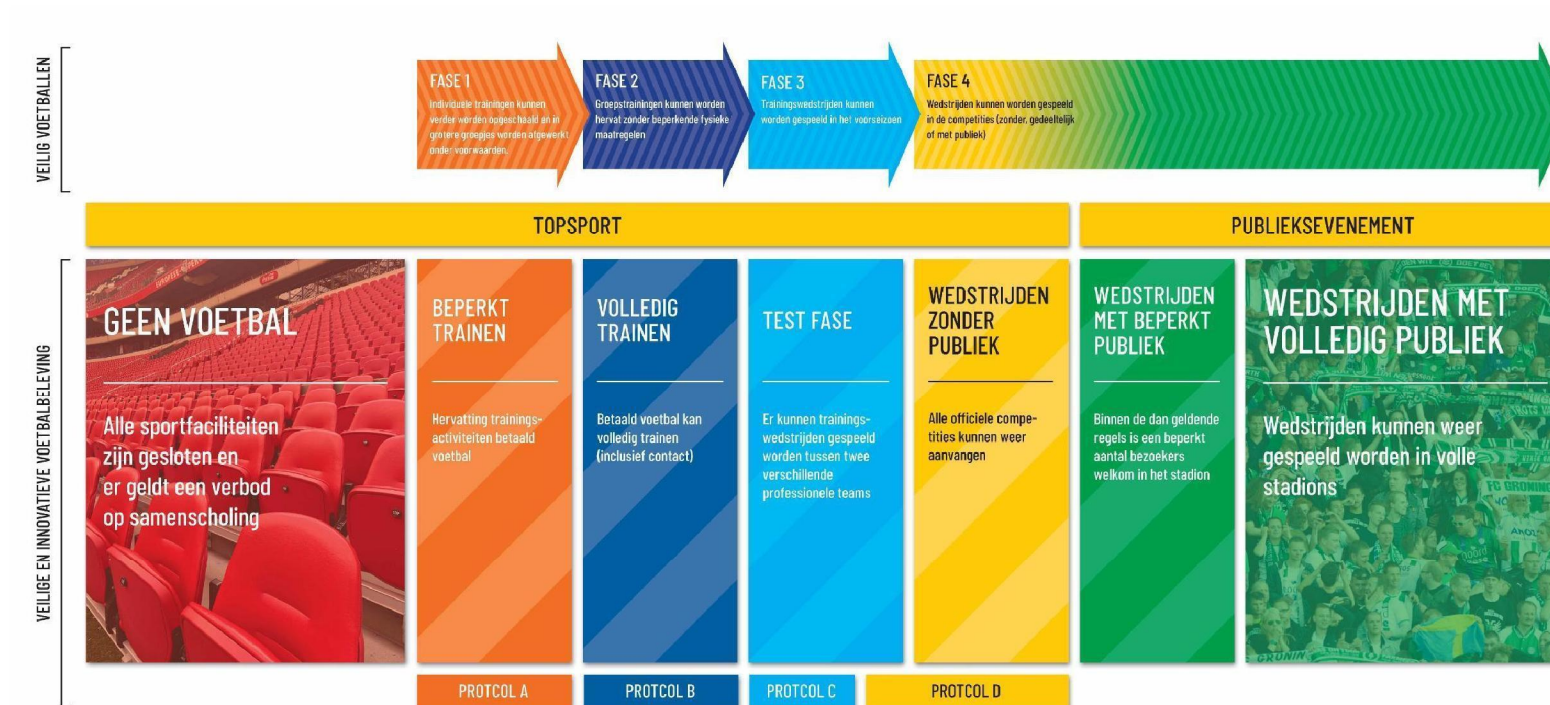 VEILIG VOETBALLEN
FASE 1
Individuele trainingen kunnen
verder worden opgeschaald en in
grotere groepjes worden afgewerkt
onder voorwaarden.
FASE 2
Groepstrainingen kunnen worden
hervat zonder beperkende fysieke
maatregelen
FASE 3
Trainingswedstrijden kunnen
worden gespeeld in het voorseizoen
FASE 4
Wedstrijden kunnen worden gespeeld
in de competities (zonder, gedeeltelijk
of met publiek)
TOPSPORT
PUBLIEKSEVENEMENT
VEILIGE EN INNOVATIEVE VOETBALBELEVING
GEEN VOETBAL
Alle sportfaciliteiten
zijn gesloten en
er geldt een verbod
op samenscholing
BEPERKT
TRAINEN
Hervatting trainings-
activiteiten betaald
voetbal
VOLLEDIG
TRAINEN
Betaald voetbal kan
volledig trainen
(inclusief contact)
TEST FASE
Er kunnen trainings-
wedstrijden gespeeld
worden tussen twee
verschillende
professionele teams
WEDSTRIJDEN
ZONDER
PUBLIEK
Alle officiele compe-
tities kunnen weer
aanvangen
WEDSTRIJDEN
MET BEPERKT
PUBLIEK
Binnen de dan geldende
regels is een beperkt
aantal bezoekers
welkom in het stadion
WEDSTRIJDEN MET
VOLLEDIG PUBLIEK
Wedstrijden kunnen weer
gespeeld worden in volle
stadions
PROTCOL A
PROTCOL B
PROTCOL C
PROTCOL D